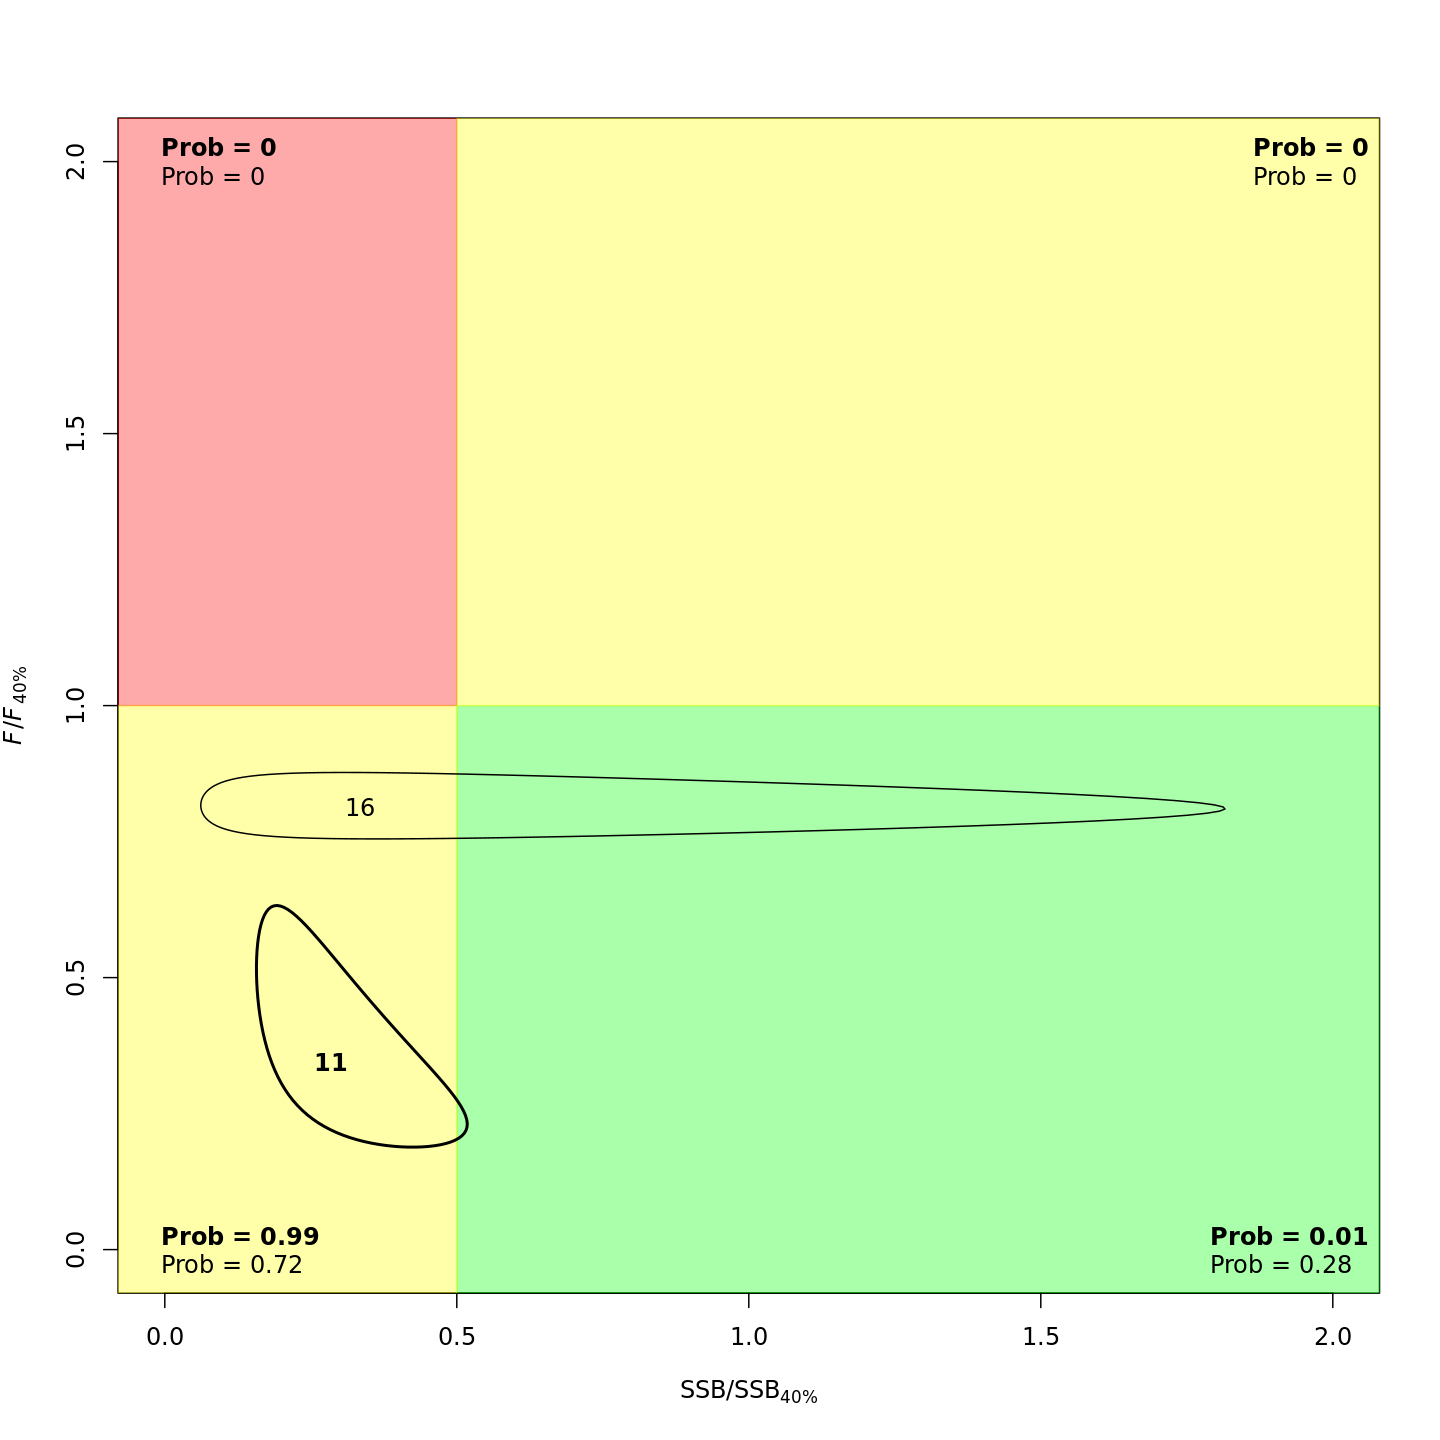 Prob = 0
Prob = 0
Prob = 0
Prob = 0
2.0
1.5
1.0
0.5
0.0
F/F40%
16
11
Prob = 0.99
Prob = 0.72
Prob = 0.01
Prob = 0.28
0.0 0.5 1.0 1.5 2.0
SSB/SSB40%